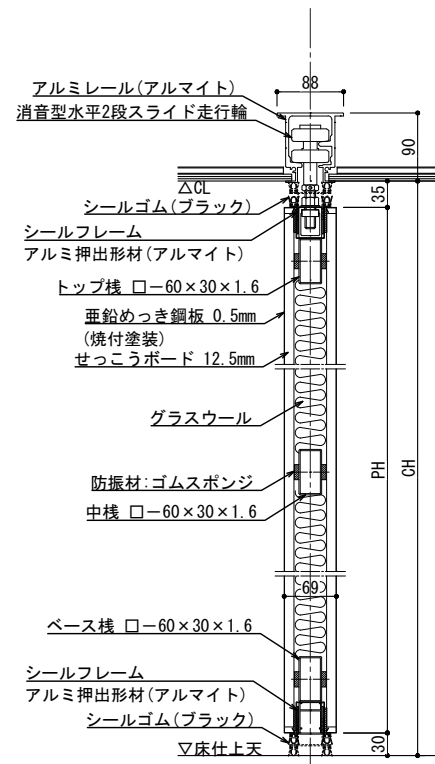 88
アルミレール(アルマイト)
消音型水平2段スライド走行輪
90
△CL
35
シールゴム(ブラック)
シールフレーム
アルミ押出形材(アルマイト)
トップ桟 ロ－60×30×1.6
亜鉛めっき鋼板 0.5mm
(焼付塗装)
せっこうボード 12.5mm
グラスウール
PH
CH
防振材:ゴムスポンジ
中桟 ロ－60×30×1.6
69
ベース桟 ロ－60×30×1.6
シールフレーム
アルミ押出形材(アルマイト)
シールゴム(ブラック)
▽床仕上天
30